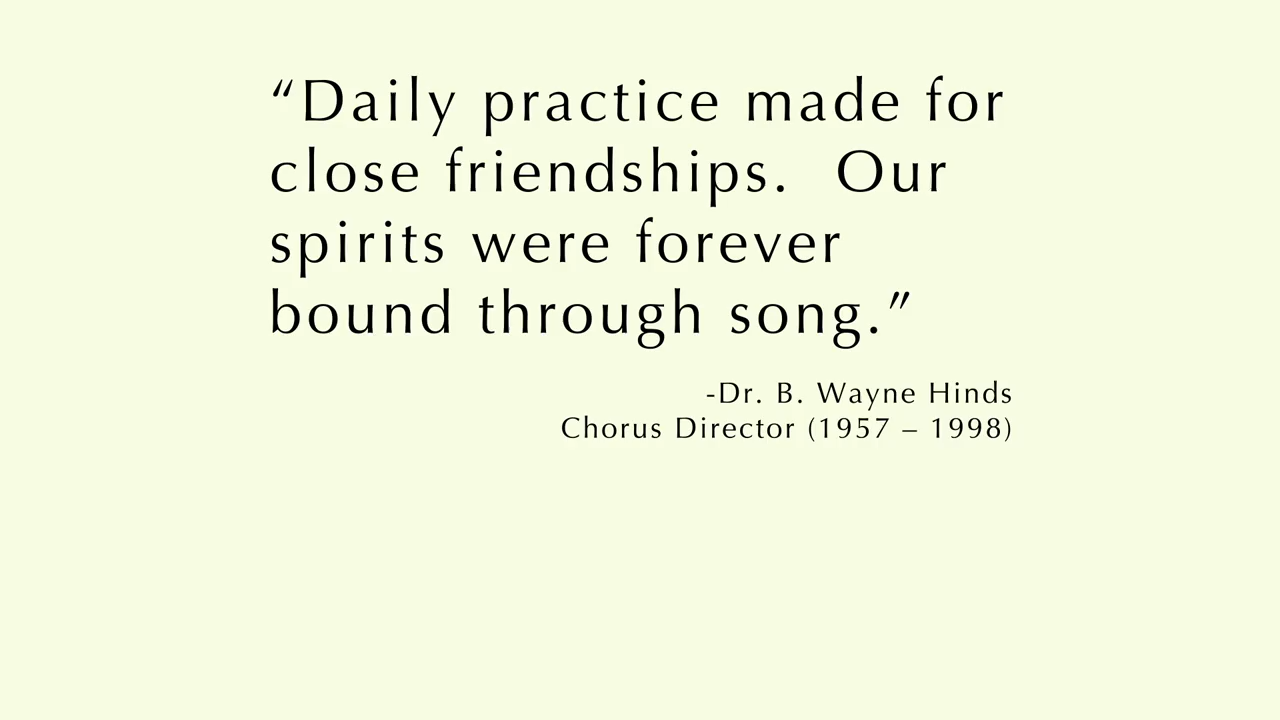 “Daily practice made for
close friendships.  Our
spirits were forever
bound through song.”
-Dr. B. Wayne Hinds
Chorus Director (1957 – 1998)